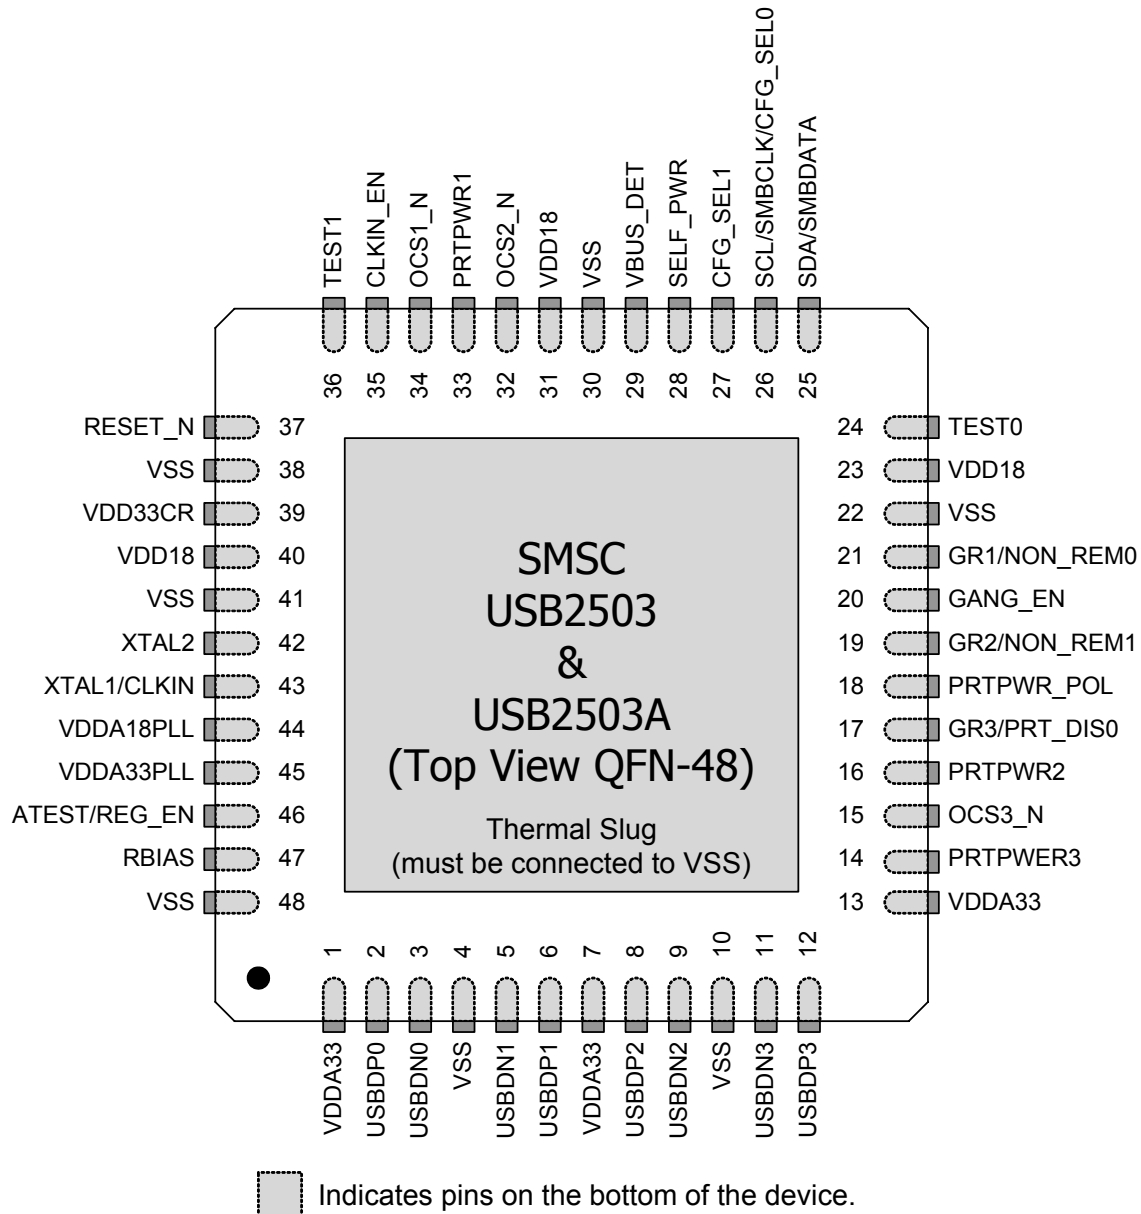 TEST1
CLKIN_EN
OCS1_N
PRTPWR1
OCS2_N
VDD18
VSS
VBUS_DET
SELF_PWR
CFG_SEL1
SCL/SMBCLK/CFG_SEL0
SDA/SMBDATA
36
35
34
33
32
31
30
29
28
27
26
25
RESET_N 37
VSS 38
VDD33CR 39
VDD18 40
VSS 41
XTAL2 42
XTAL1/CLKIN 43
VDDA18PLL 44
VDDA33PLL 45
ATEST/REG_EN 46
RBIAS 47
VSS 48
SMSC
USB2503
&
USB2503A
(Top View QFN-48)
Thermal Slug
(must be connected to VSS)
24 TEST0
23 VDD18
22 VSS
21 GR1/NON_REM0
20 GANG_EN
19 GR2/NON_REM1
18 PRTPWR_POL
17 GR3/PRT_DIS0
16 PRTPWR2
15 OCS3_N
14 PRTPWER3
13 VDDA33
1
2
3
4
5
6
7
8
9
10
11
12
VDDA33
USBDP0
USBDN0
VSS
USBDN1
USBDP1
VDDA33
USBDP2
USBDN2
VSS
USBDN3
USBDP3
Indicates pins on the bottom of the device.